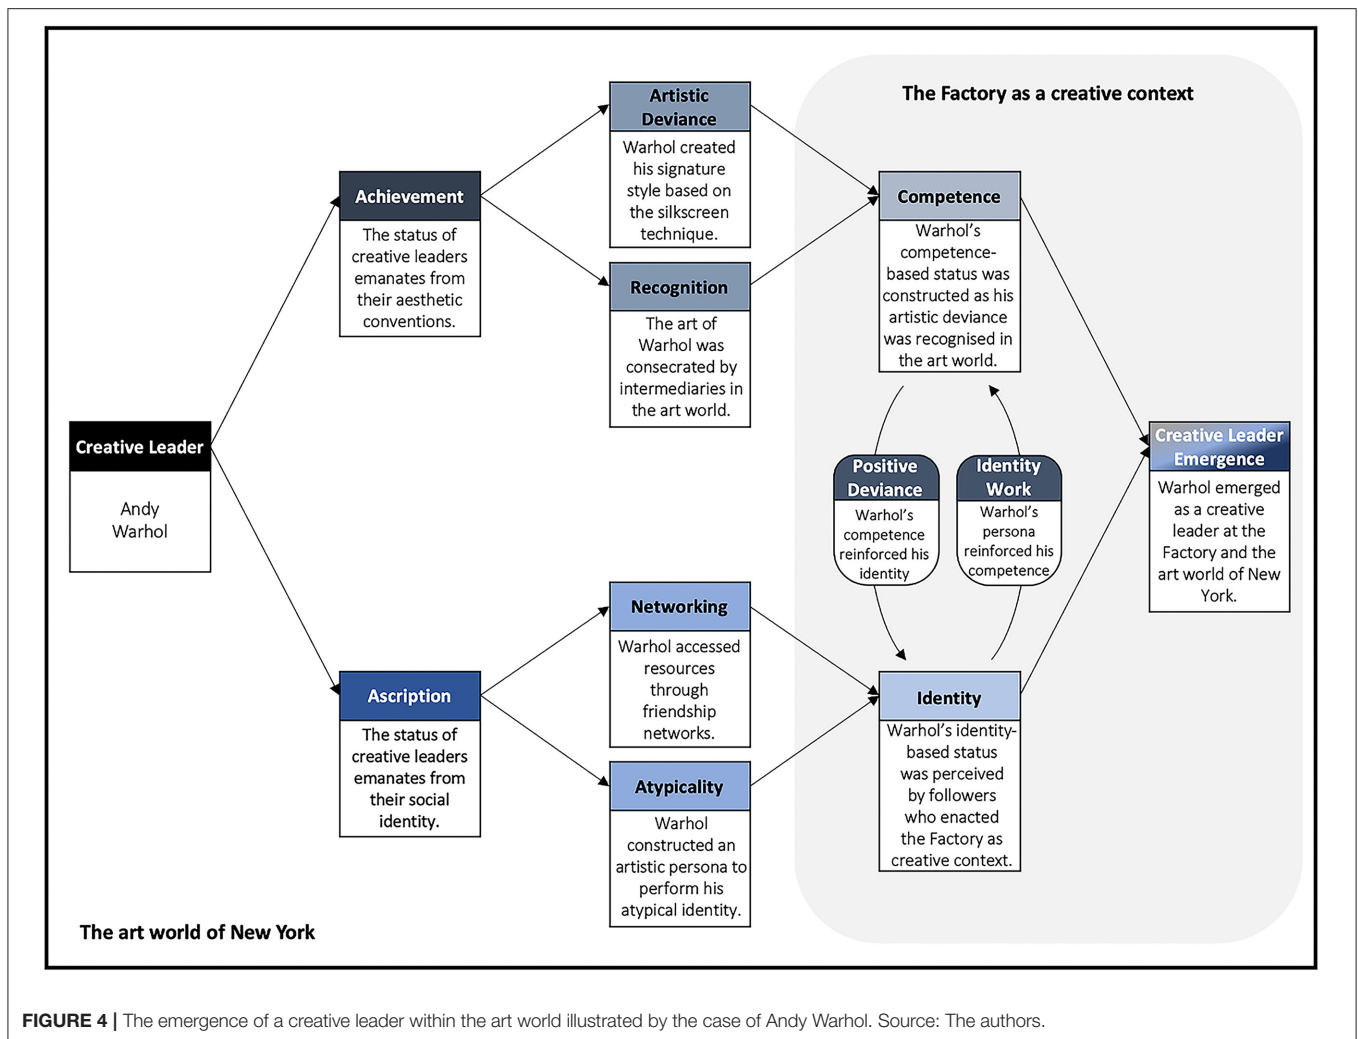 The Factory as a creative context
Artistic
Deviance
Warhol created
his signature
style based on
the silkscreen
technique.
Achievement
The status of
creative leaders
emanates from
their aesthetic
conventions.
Recognition
The art of
Warhol was
consecrated by
intermediaries in
the art world.
Competence
Warhol's
competence-
based status was
constructed as his
artistic deviance
was recognised in
the art world.
Creative Leader
Andy
Warhol
Positive
Deviance
Warhol's
competence
reinforced his
identity
Identity
Work
Warhol's
persona
reinforced his
competence
Creative Leader
Emergence
Warhol emerged
as a creative
leader at the
Factory and the
art world of New
York.
Networking
Warhol accessed
resources
through
friendship
networks.
Ascription
The status of
creative leaders
emanates from
their social
identity.
Atypicality
Warhol
constructed an
artistic persona to
perform his
atypical identity.
Identity
Warhol's identity-
based status
was perceived
by followers
who enacted
the Factory as
creative context.
The art world of New York
FIGURE 4 | The emergence of a creative leader within the art world illustrated by the case of Andy Warhol. Source: The authors.